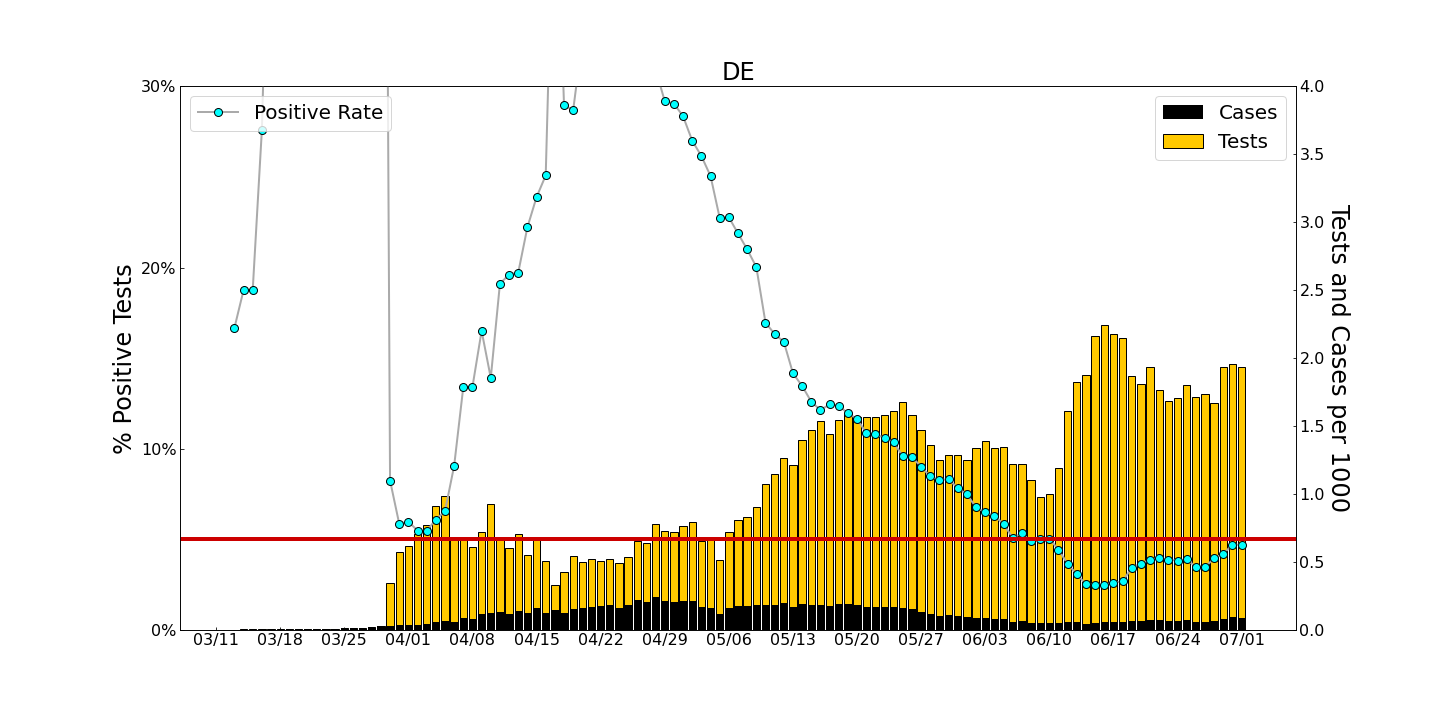 DE
30% 4.0
Positive Rate
Cases
Tests
3.5
3.0
20% 2.5
2.0
1.5
10%
1.0
0.5
0% 0.0
% Positive Tests
Tests and Cases per 1000
03/11 03/18 03/25 04/01 04/08 04/15 04/22 04/29 05/06 05/13 05/20 05/27 06/03 06/10 06/17 06/24 07/01